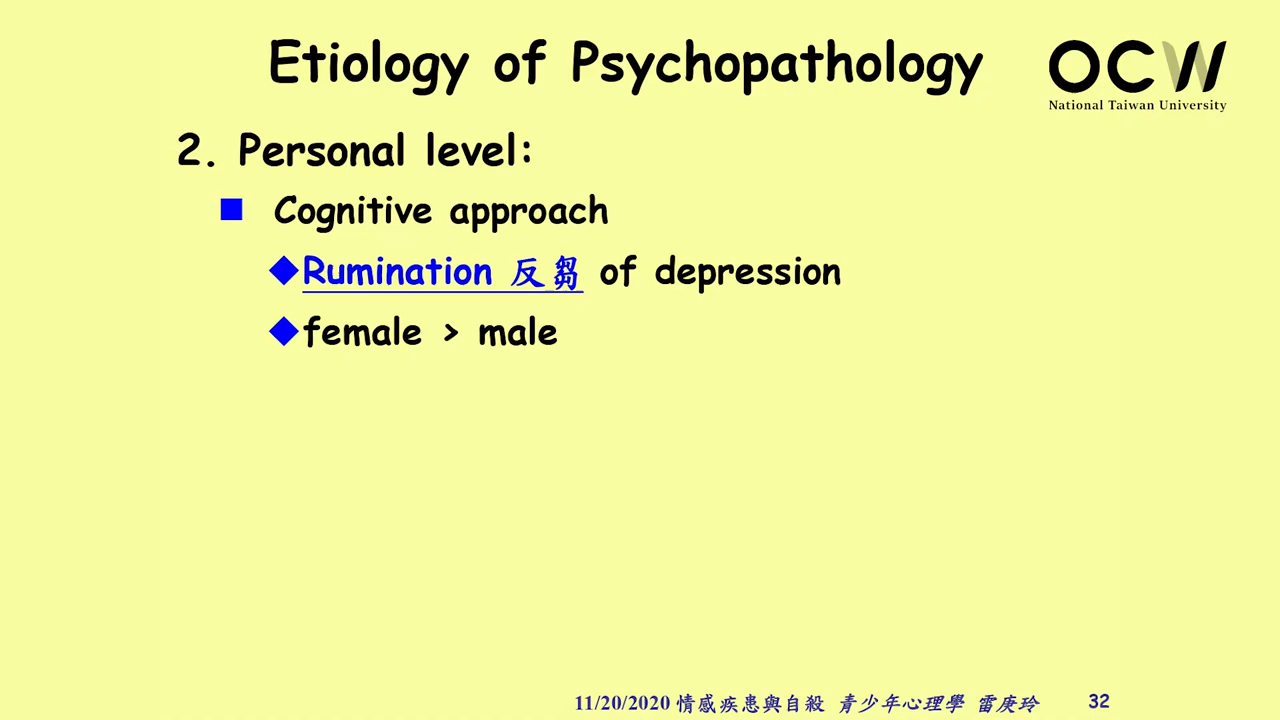 Etiology of Psychopathology
OCW
National Taiwan University
2. Personal level:
Cognitive approach
Rumination 反芻 of depression
female > male
11/20/2020 情感疾患與自殺 青少年心理學 雷庚玲 32